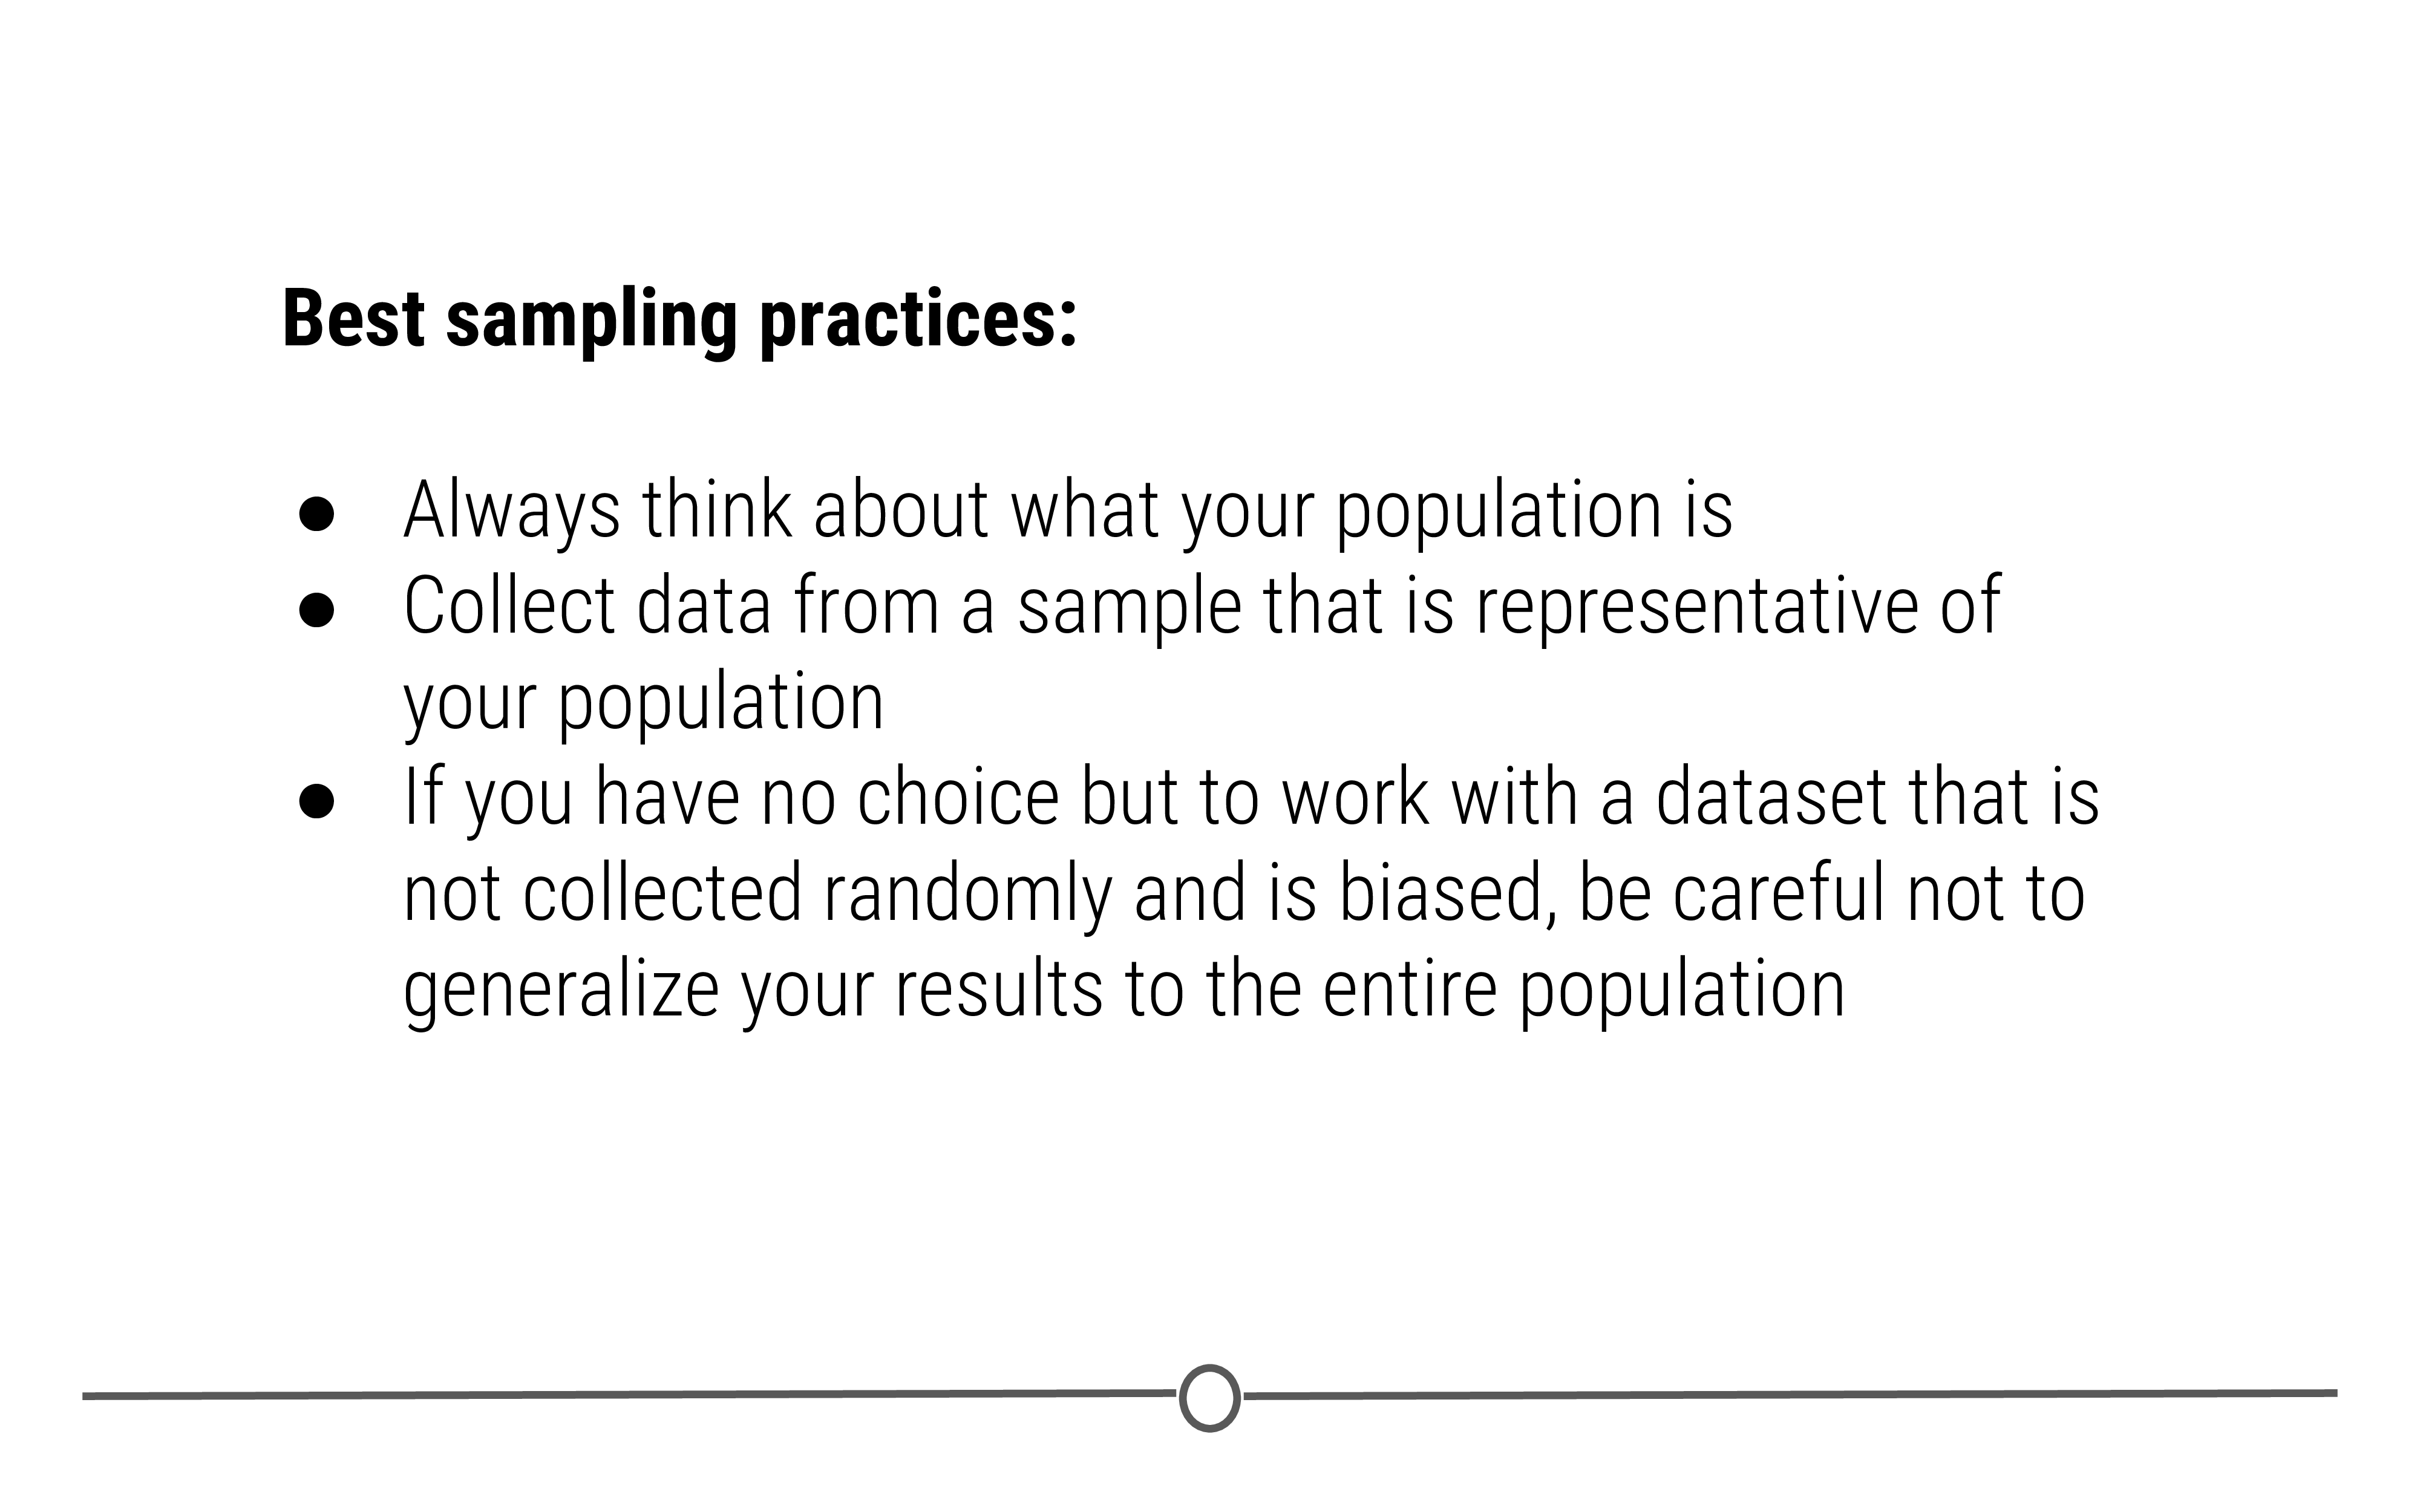 Best sampling practices:
● Always think about what your population is
● Collect data from a sample that is representative of
your population
● If you have no choice but to work with a dataset that is
not collected randomly and is biased, be careful not to
generalize your results to the entire population